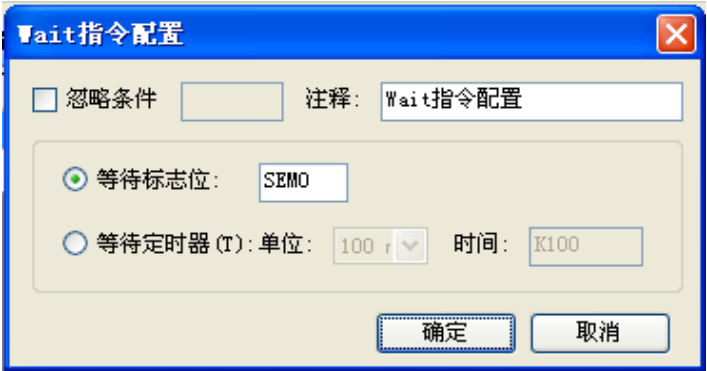 Wait指令配置
忽略条件 注释: Wait指令配置
等待标志位: SEM0
等待定时器(T):单位: 100 r 时间: K100
确定 取消